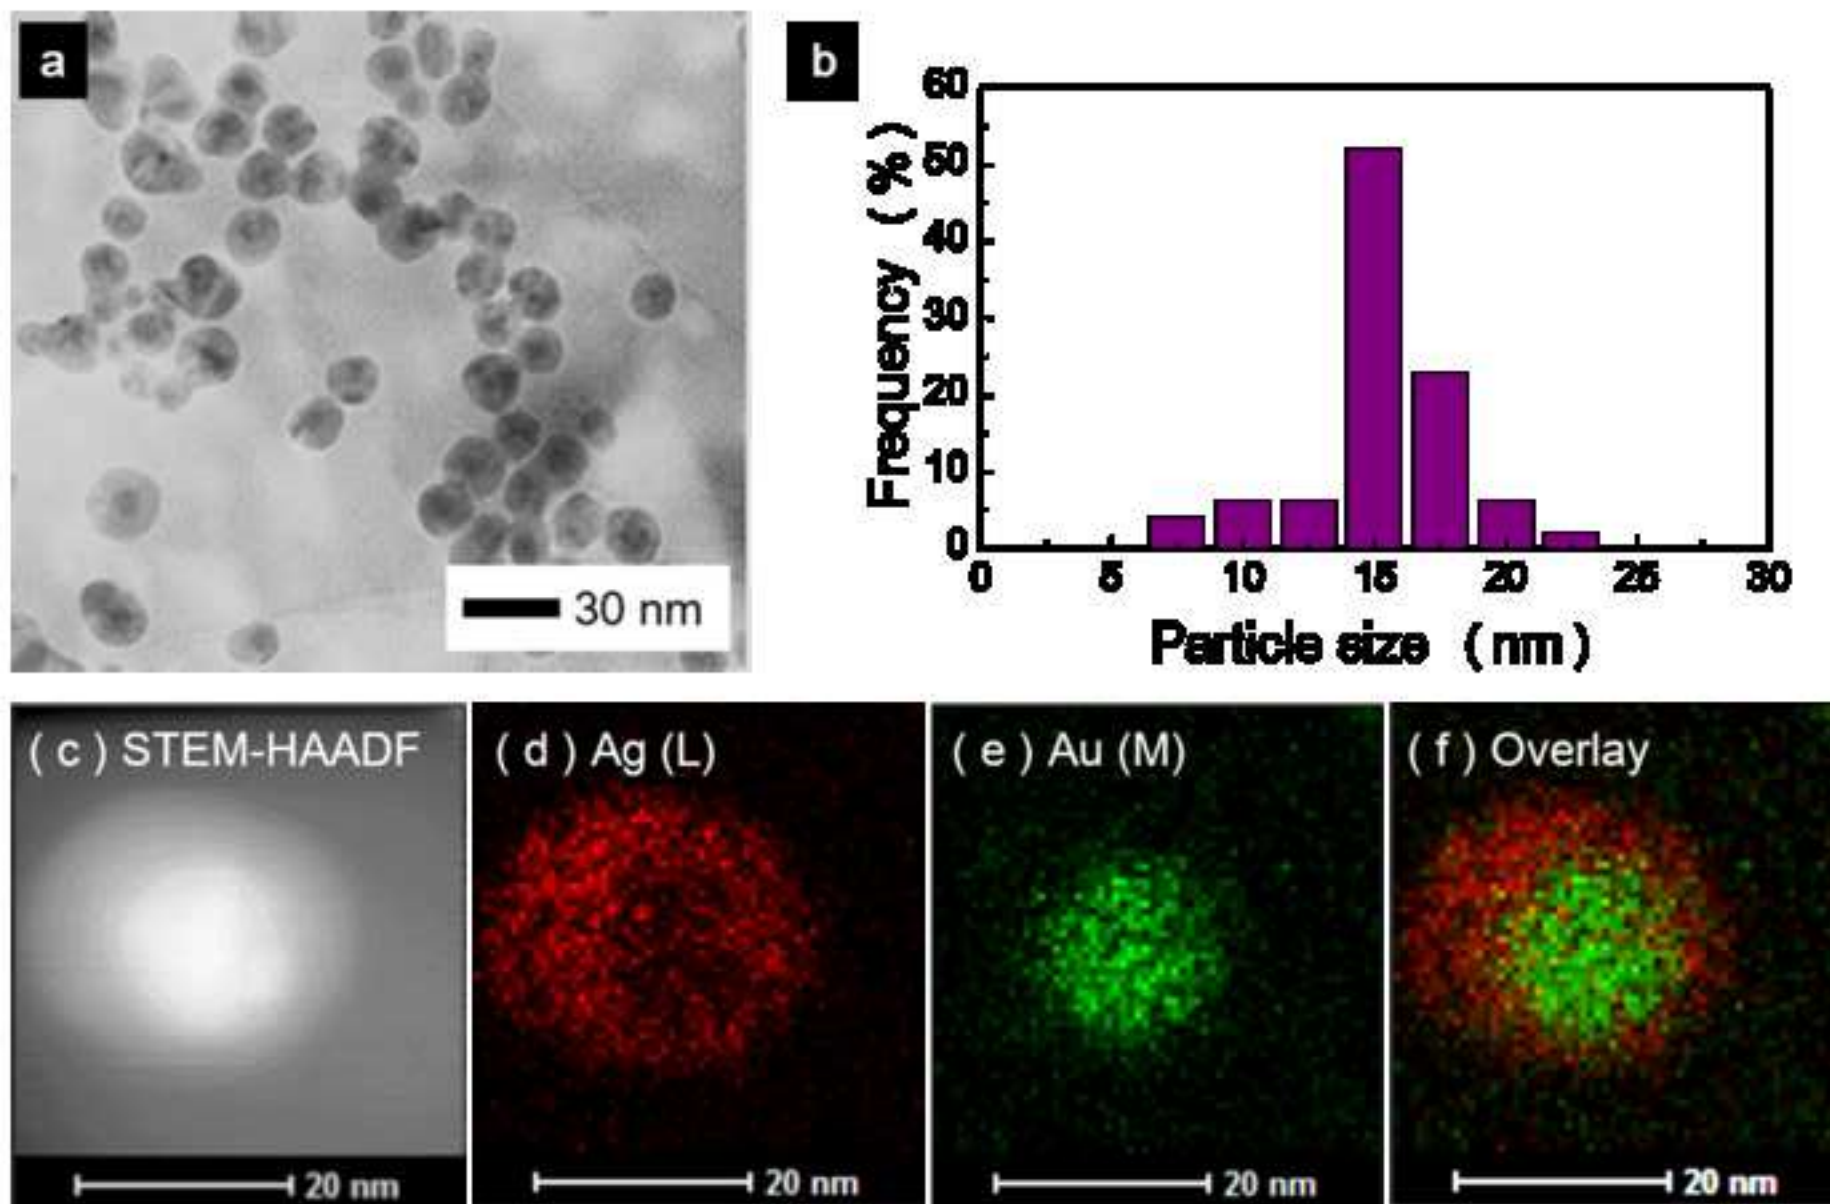 a
30 nm
b
Frequency (%)
60
50
40
30
20
10
0
0 5 10 15 20 25 30
Particle size (nm)
( c ) STEM-HAADF
20 nm
( d ) Ag (L)
20 nm
( e ) Au (M)
20 nm
( f ) Overlay
20 nm